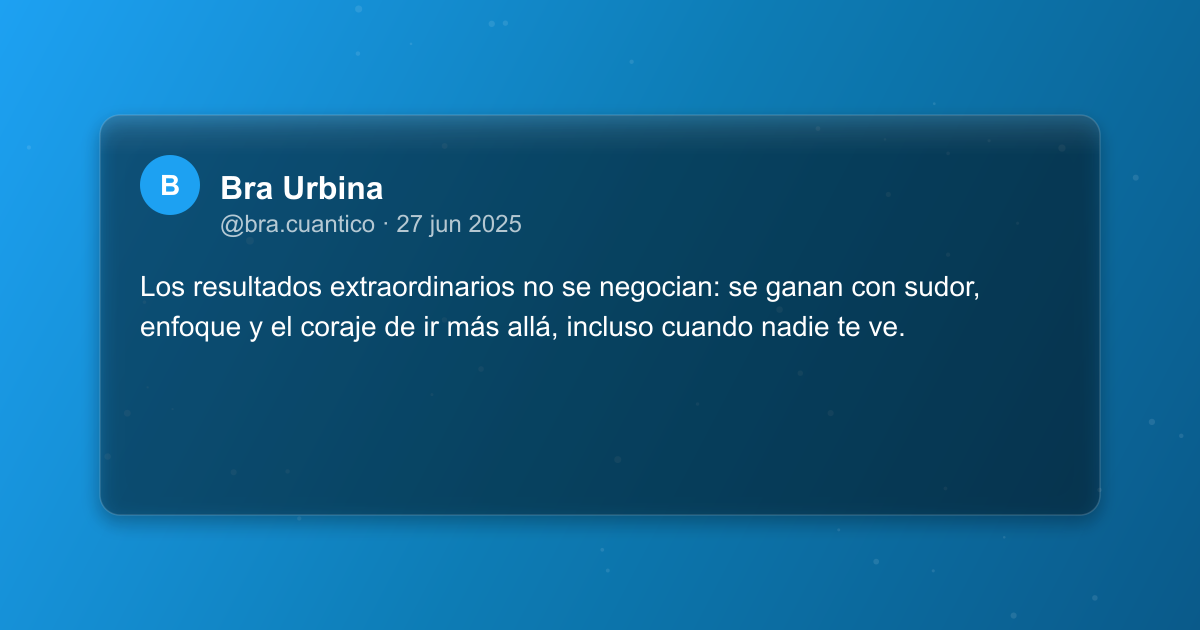 B
Bra Urbina
@bra.cuantico · 27 jun 2025
Los resultados extraordinarios no se negocian: se ganan con sudor,
enfoque y el coraje de ir más allá, incluso cuando nadie te ve.